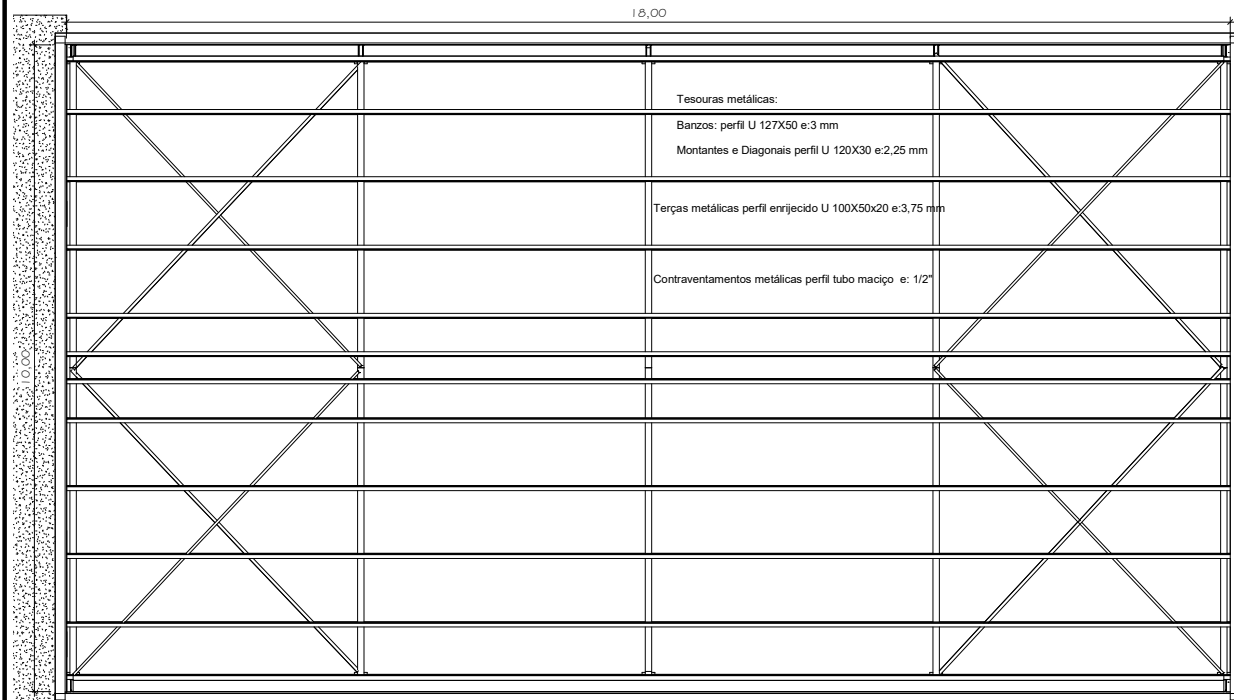 18,00
Tesouras metálicas:
Banzos: perfil U 127X50 e:3 mm
Montantes e Diagonais perfil U 120X30 e:2,25 mm
Terças metálicas perfil enrijecido U 100X50x20 e:3,75 mm
Contraventamentos metálicas perfil tubo maciço e: 1/2"
10,00